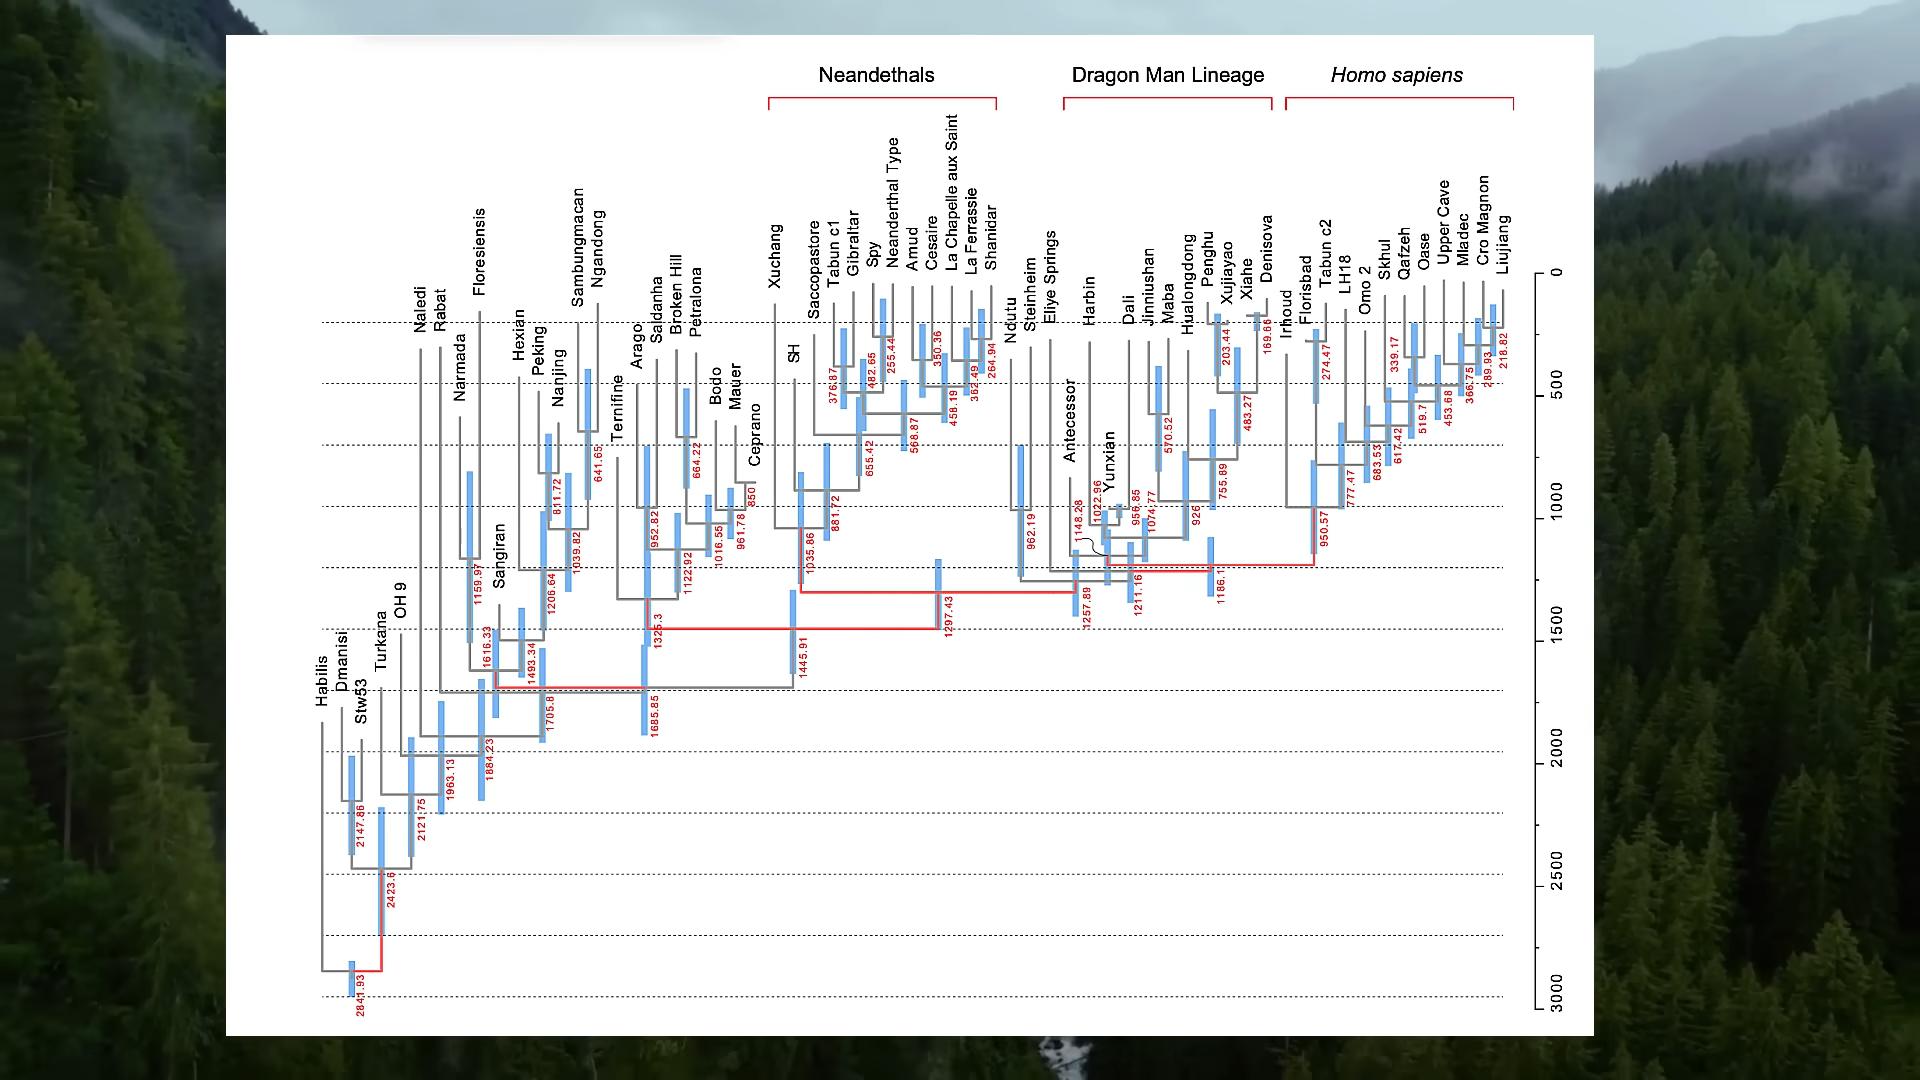 Neandethals
Dragon Man Lineage
Homo sapiens
Habilis
Dmanisi
Stw53
Turkana
OH 9
Naledi
Rabat
Narmada
Floresiensis
Sangiran
Hexian
Peking
Nanjing
Sambungmacan
Ngandong
Ternifine
Arago
Saldanha
Broken Hill
Petralona
Bodo
Mauer
Ceprano
Xuchang
SH
Saccopastore
Tabun c1
Gibraltar
Spy
Neanderthal Type
Amud
Cesaire
La Chapelle aux Saint
La Ferrassie
Shanidar
Ndutu
Steinheim
Eliye Springs
Antecessor
Harbin
Yunxian
Dali
Jinniushan
Maba
Hualongdong
Penghu
Xujiayao
Xiahe
Denisova
Irhoud
Florisbad
Tabun c2
LH18
Omo 2
Skhul
Qafzeh
Oase
Upper Cave
Mladec
Cro Magnon
Liujiang
2841.93
2147.86
2423.6
2121.75
1963.13
1884.23
1159.97
1616.33
1493.34
1705.8
1206.64
811.72
1039.82
641.65
1685.85
1325.3
952.82
1122.92
664.22
1016.55
961.78
850
1445.91
1035.86
881.72
376.87
655.42
482.65
255.44
568.87
350.36
458.19
362.49
264.94
1297.43
962.19
1257.89
1148.28
1022.96
956.85
1211.16
1074.77
570.52
926
1186.1
755.89
203.44
483.27
169.66
950.57
274.47
777.47
683.53
617.42
339.17
519.7
453.68
366.75
289.93
218.82
0
500
1000
1500
2000
2500
3000